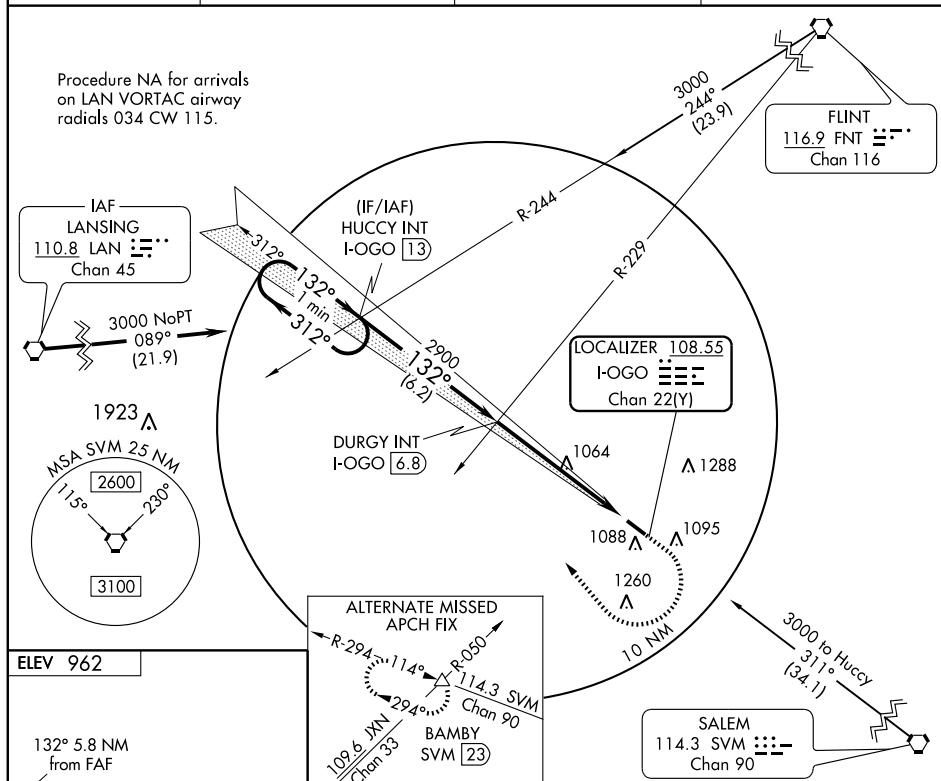 Procedure NA for arrivals
on LAN VORTAC airway
radials 034 CW 115.
FLINT
116.9 FNT
Chan 116
3000
244°
(23.9)
R-244
R-229
IAF
LANSING
110.8 LAN
Chan 45
3000 NoPT
089°
(21.9)
(IF/IAF)
HUCCY INT
I-OGO 13
312°
132°
1 min
312°
2900
132°
(6.2)
LOCALIZER 108.55
I-OGO
Chan 22(Y)
DURGY INT
I-OGO 6.8
1064
1288
1088
1095
1260
10 NM
1923
MSA SVM 25 NM
2600
115°
230°
3100
3000 to Huccy
311°
(34.1)
SALEM
114.3 SVM
Chan 90
ALTERNATE MISSED
APCH FIX
R-294
114°
R-050
294°
114.3 SVM
Chan 90
109.6 JXN
Chan 33
BAMBY
SVM 23
ELEV 962
132° 5.8 NM
from FAF